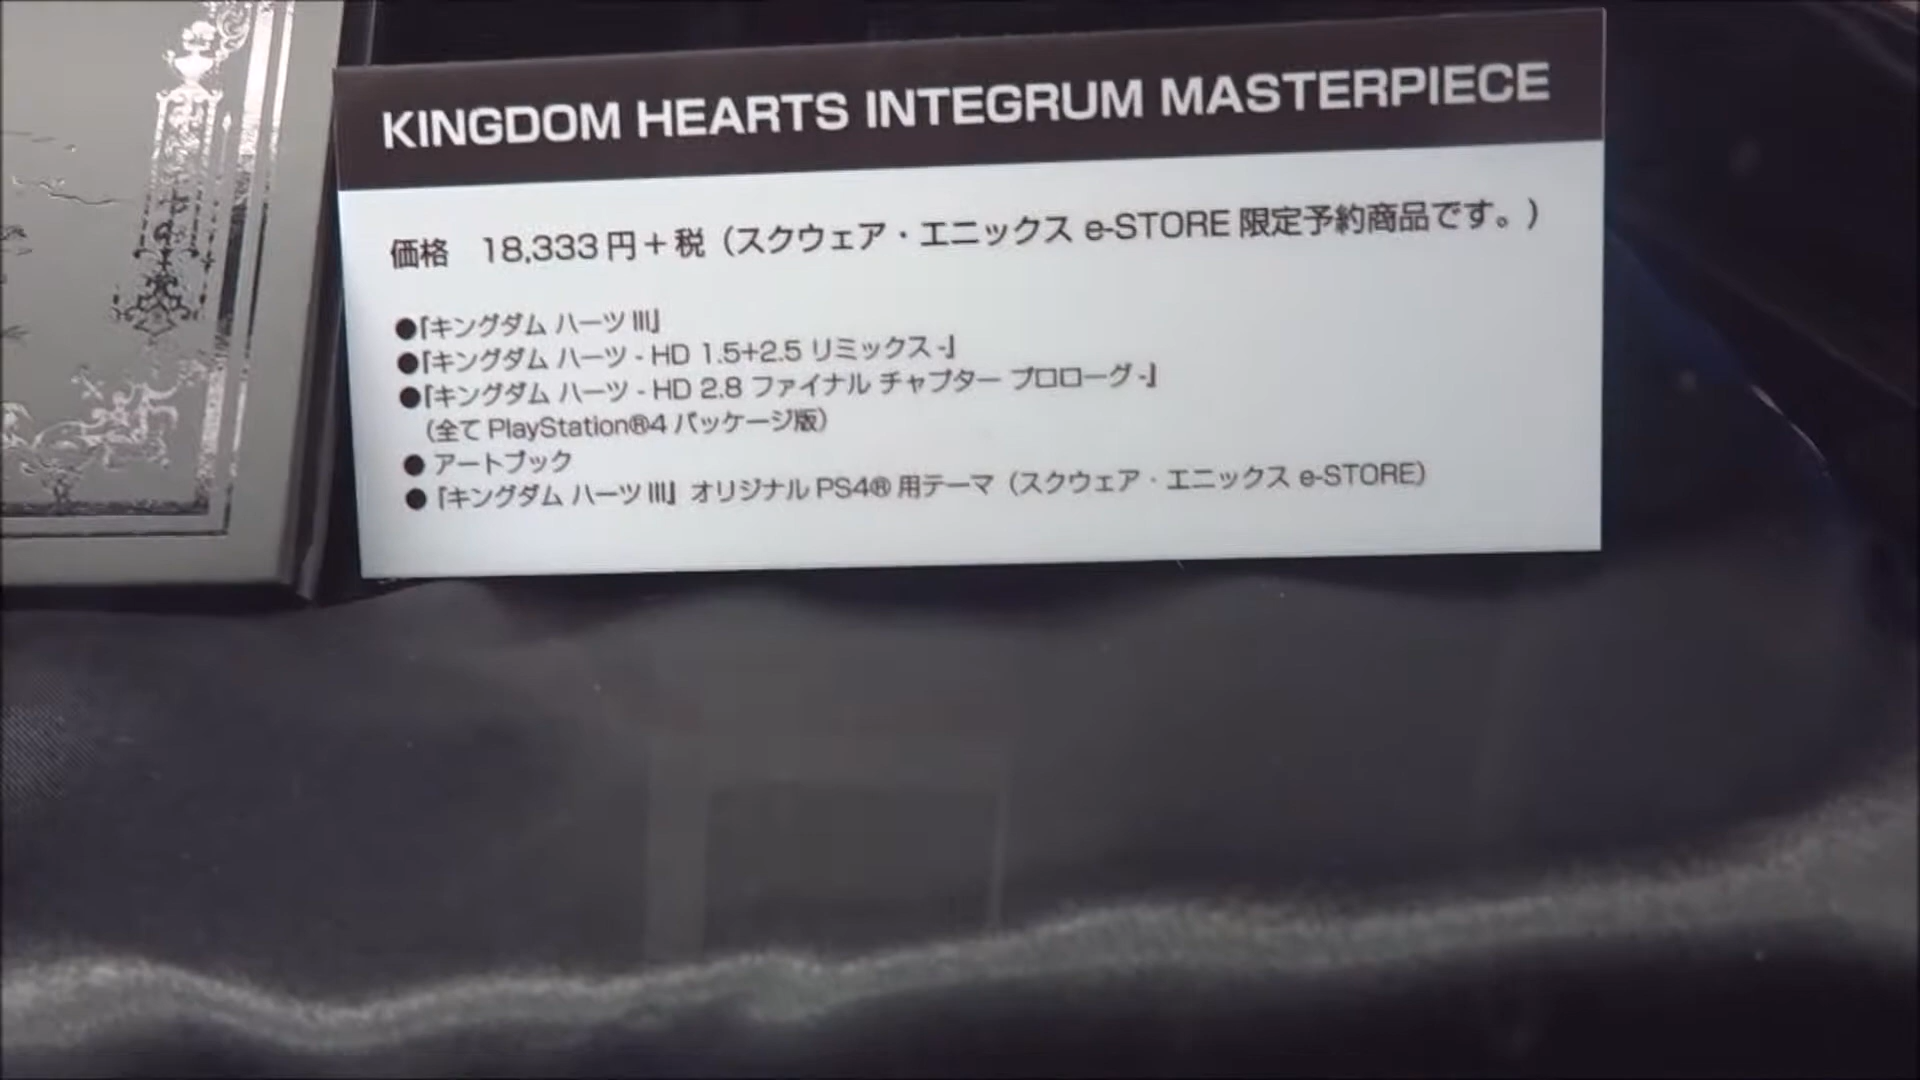 KINGDOM HEARTS INTEGRUM MASTERPIECE
価格　18,333円＋税（スクウェア・エニックス e-STORE 限定予約商品です。）
●『キングダム ハーツ III』
●『キングダム ハーツ - HD 1.5+2.5 リミックス -』
●『キングダム ハーツ - HD 2.8 ファイナル チャプター プロローグ -』
（全て PlayStation®4 パッケージ版）
● アートブック
● 『キングダム ハーツ III』 オリジナル PS4® 用テーマ（スクウェア・エニックス e-STORE）